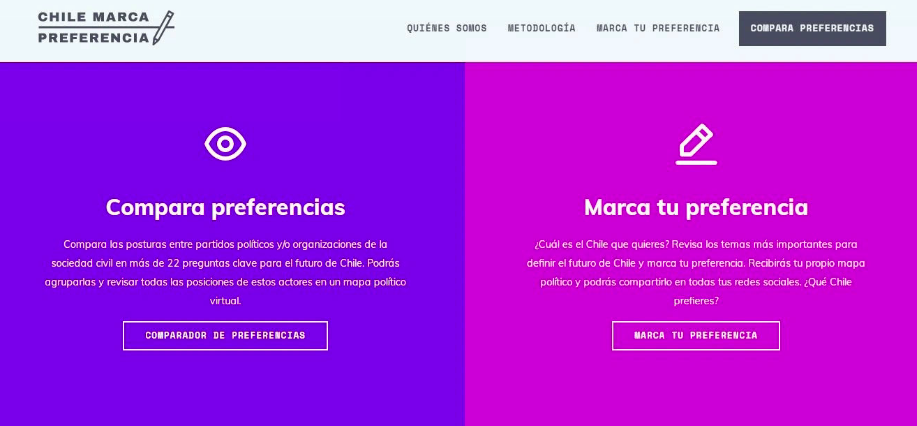 CHILE MARCA
PREFERENCIA
QUIÉNES SOMOS
METODOLOGÍA
MARCA TU PREFERENCIA
COMPARA PREFERENCIAS
Compara preferencias
Compara las posturas entre partidos políticos y/o organizaciones de la
sociedad civil en más de 22 preguntas clave para el futuro de Chile. Podrás
agruparlas y revisar todas las posiciones de estos actores en un mapa político
virtual.
COMPARADOR DE PREFERENCIAS
Marca tu preferencia
¿Cuál es el Chile que quieres? Revisa los temas más importantes para
definir el futuro de Chile y marca tu preferencia. Recibirás tu propio mapa
político y podrás compartirlo en todas tus redes sociales. ¿Qué Chile
prefieres?
MARCA TU PREFERENCIA